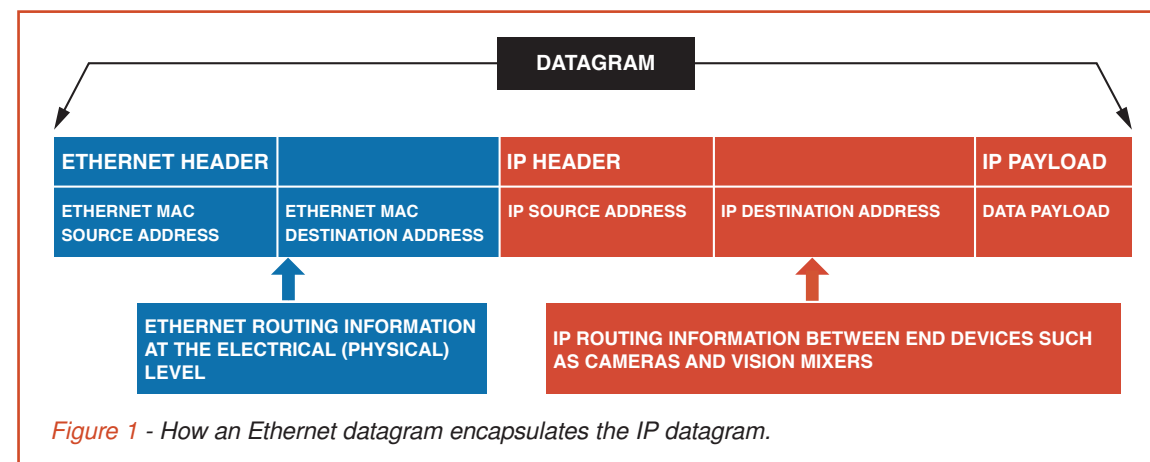 DATAGRAM
ETHERNET HEADER
IP HEADER
IP PAYLOAD
ETHERNET MAC
SOURCE ADDRESS
ETHERNET MAC
DESTINATION ADDRESS
IP SOURCE ADDRESS
IP DESTINATION ADDRESS
DATA PAYLOAD
ETHERNET ROUTING INFORMATION
AT THE ELECTRICAL (PHYSICAL)
LEVEL
IP ROUTING INFORMATION BETWEEN END DEVICES SUCH
AS CAMERAS AND VISION MIXERS
Figure 1 - How an Ethernet datagram encapsulates the IP datagram.